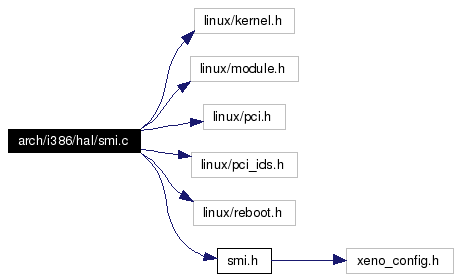 linux/kernel.h
linux/module.h
linux/pci.h
arch/i386/hal/smi.c
linux/pci_ids.h
linux/reboot.h
smi.h
xeno_config.h